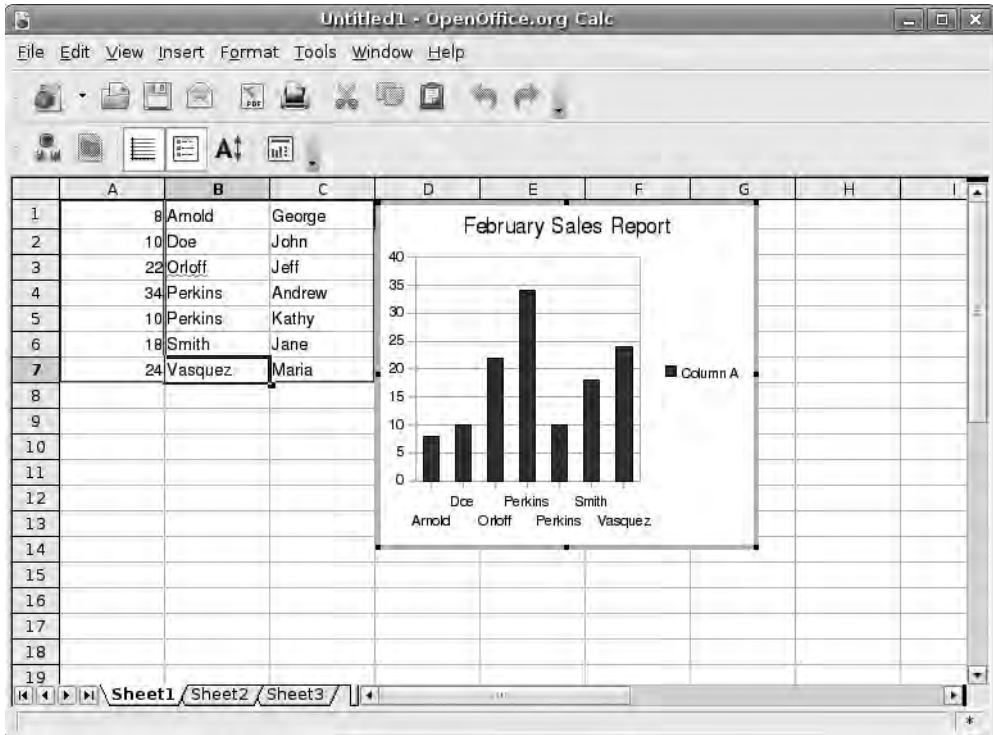 Untitled1 - OpenOffice.org Calc
File Edit View Insert Format Tools Window Help
PDF
A
A B C D E F G H I
1 8 Arnold George
2 10 Doe John
3 22 Orloff Jeff
4 34 Perkins Andrew
5 10 Perkins Kathy
6 18 Smith Jane
7 24 Vasquez Maria
8
9
10
11
12
13
14
15
16
17
18
19
February Sales Report
40
35
30
25
20
15
10
5
0
Column A
Doe Perkins Smith
Arnold Orloff Perkins Vasquez
Sheet1 Sheet2 Sheet3
*